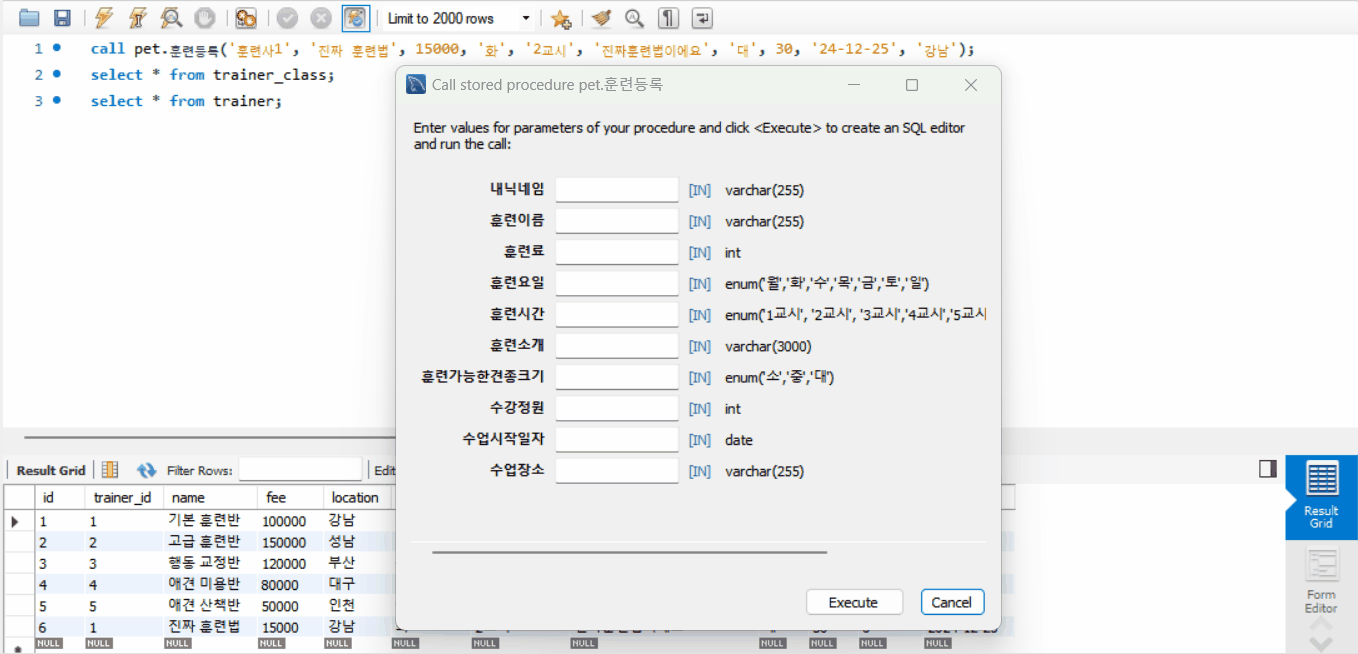 Limit to 2000 rows
1 call pet.훈련등록('훈련사1', '진짜 훈련법', 15000, '화', '2교시', '진짜훈련법이에요', '대', 30, '24-12-25', '강남');
2 select * from trainer_class;
3 select * from trainer;
Call stored procedure pet.훈련등록
Enter values for parameters of your procedure and click <Execute> to create an SQL editor
and run the call:
내닉네임 [IN] varchar(255)
훈련이름 [IN] varchar(255)
훈련료 [IN] int
훈련요일 [IN] enum('월','화','수','목','금','토','일')
훈련시간 [IN] enum('1교시', '2교시', '3교시','4교시','5교시
훈련소개 [IN] varchar(3000)
훈련가능한견종크기 [IN] enum('소','중','대')
수강정원 [IN] int
수업시작일자 [IN] date
수업장소 [IN] varchar(255)
Execute Cancel
Result Grid Filter Rows: Edit
id trainer_id name fee location
1 1 기본 훈련반 100000 강남
2 2 고급 훈련반 150000 성남
3 3 행동 교정반 120000 부산
4 4 애견 미용반 80000 대구
5 5 애견 산책반 50000 인천
6 1 진짜 훈련법 15000 강남
NULL NULL NULL NULL NULL NULL NULL NULL NULL NULL NULL NULL
Result
Grid
Form
Editor